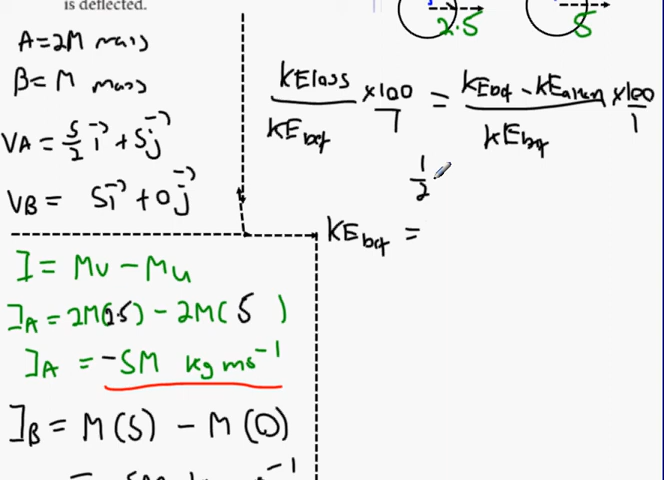 is deflected.
A=2M mass
B= M mass
VA = 5/2 i + 5j
VB = 5i + 0j
I = Mv - Mu
IA = 2M(2.5) - 2M( 5 )
IA = -5M kg ms⁻¹
IB = M(5) - M(0)
2.5
5
KEloss/KEbef ×100/1 = KEbef - KEafter/KEbef ×100/1
1/2
KEbef =